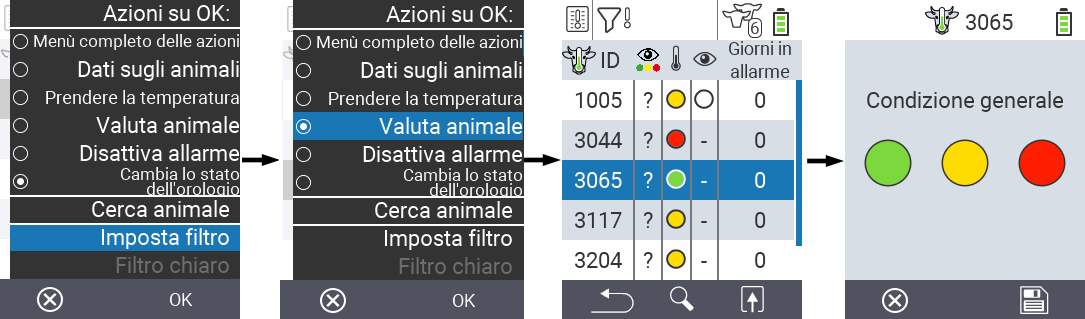 Azioni su OK:
Menù completo delle azioni
Dati sugli animali
Prendere la temperatura
Valuta animale
Disattiva allarme
Cambia lo stato
dell'orologio
Cerca animale
Imposta filtro
Filtro chiaro
OK
Azioni su OK:
Menù completo delle azioni
Dati sugli animali
Prendere la temperatura
Valuta animale
Disattiva allarme
Cambia lo stato
dell'orologio
Cerca animale
Imposta filtro
Filtro chiaro
OK
6
ID Giorni in
allarme
1005 ? 0
3044 ? - 0
3065 ? - 0
3117 ? - 0
3204 ? - 0
3065
Condizione generale